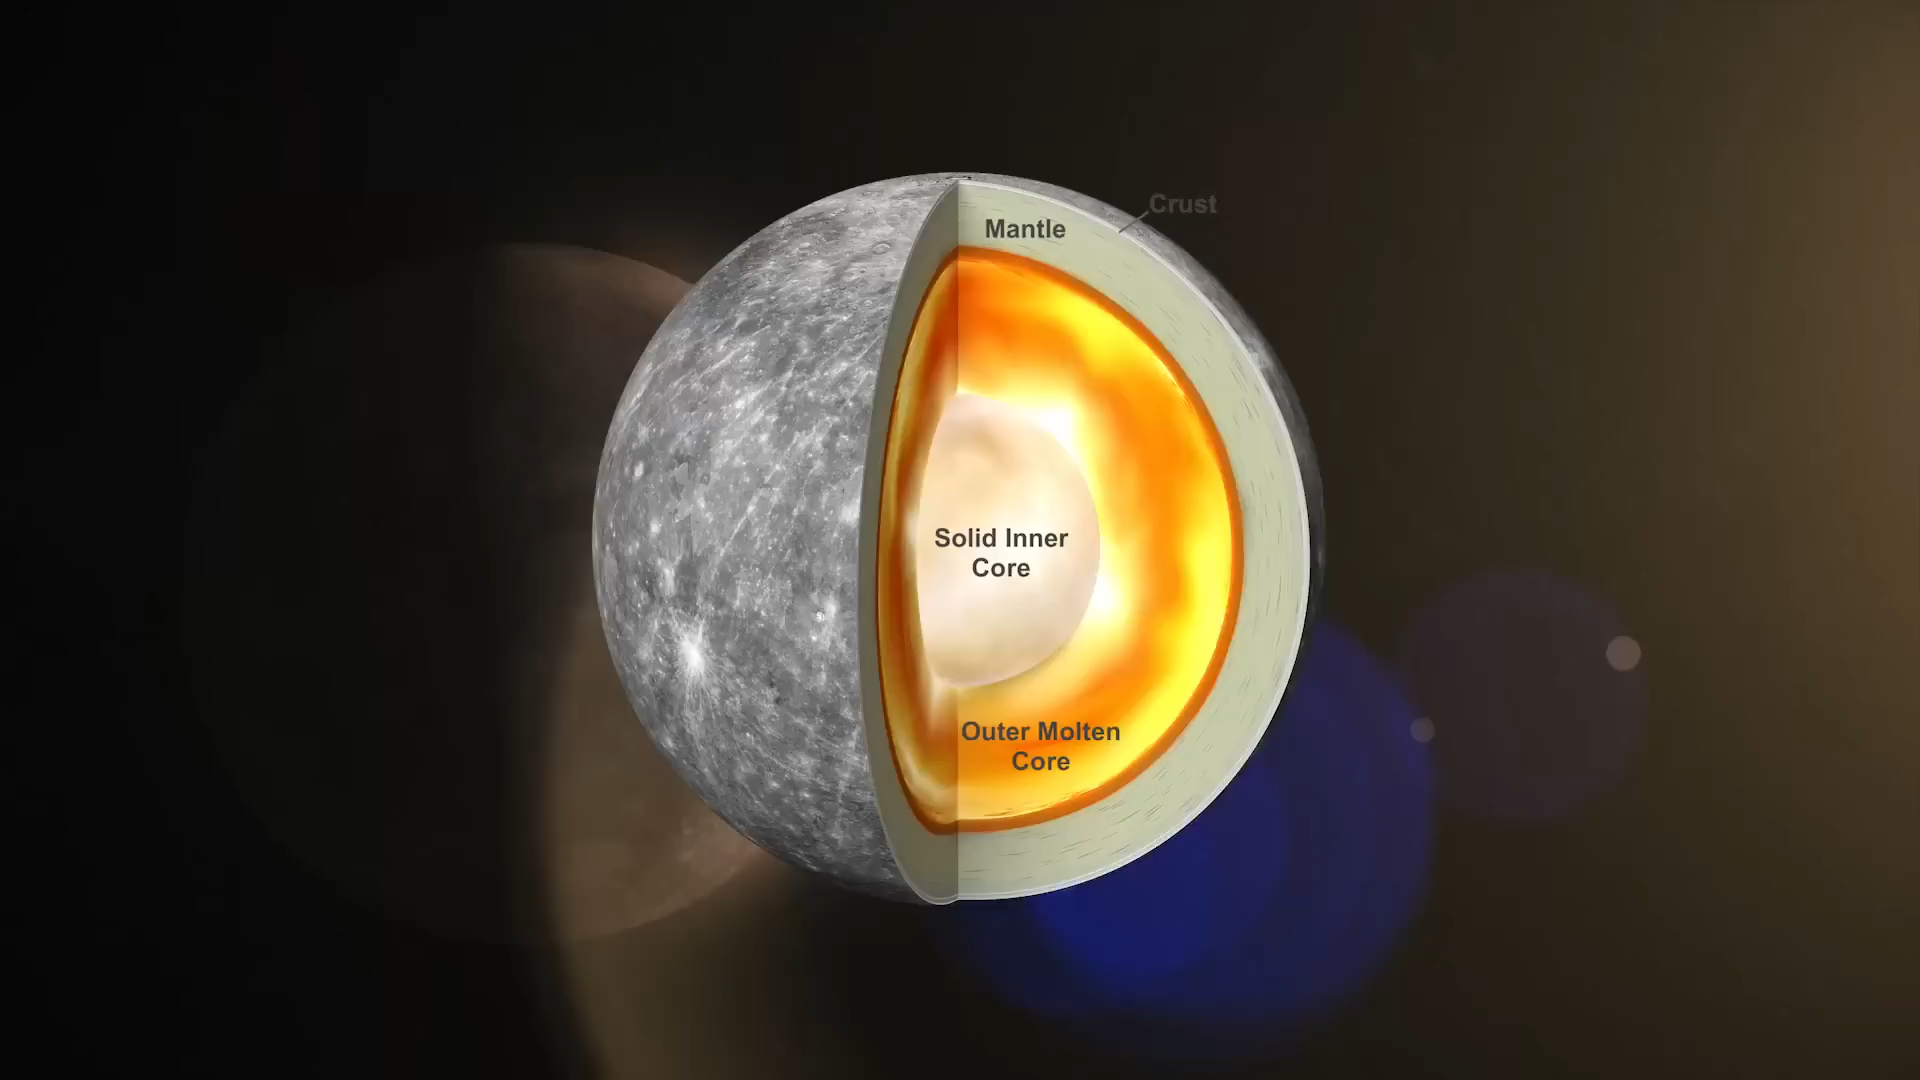 Crust
Mantle
Solid Inner
Core
Outer Molten
Core